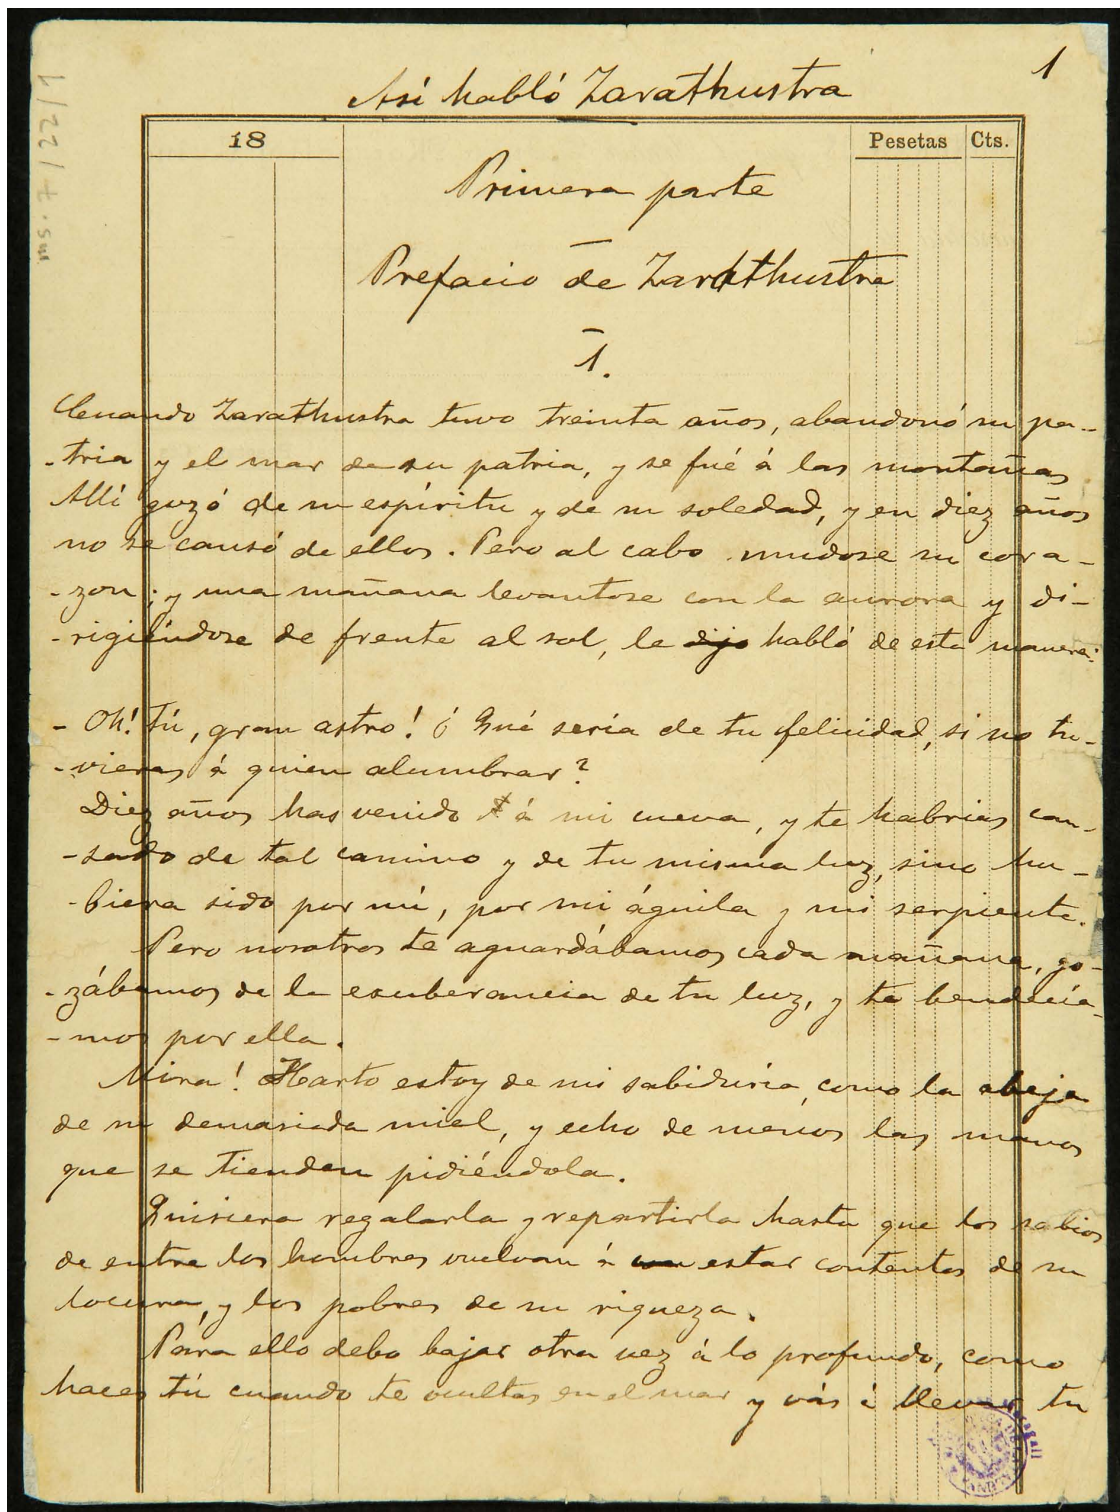 1
Así habló Zarathustra
18
Pesetas Cts.
Primera parte
Prefacio de Zarathustra
1.
Cuando Zarathustra tuvo treinta años, abandonó su pa-
-tria y el mar de su patria, y se fué á las montañas
Allí gozó de su espíritu y de su soledad, y en diez años
no se cansó de ellos. Pero al cabo mudose su cora-
-zon; y una mañana levantose con la aurora y di-
-rigiéndose de frente al sol, le dijo habló de esta manera:
- Oh! Tú, gran astro! ¿Qué sería de tu felicidad, si no tu-
-vieras á quien alumbrar?
Diez años has venido á mi cueva, y te habrias can-
-sado de tal camino y de tu misma luz, sino hu-
-biera sido por mí, por mi águila y mi serpiente.
Pero nosotros te aguardábamos cada mañana, go-
-zábamos de la exuberancia de tu luz, y te bendecía-
-mos por ella.
Mira! Harto estoy de mi sabiduría, como la abeja
de su demasiada miel, y echo de menos las manos
que se tienden pidiéndola.
Quisiera regalarla y repartirla hasta que los sabios
de entre los hombres vuelvan á estar contentos de su
locura, y los pobres de su riqueza.
Para ello debo bajar otra vez á lo profundo, como
haces tú cuando te ocultas en el mar y vás á llevar tu
ms. 7/22/1